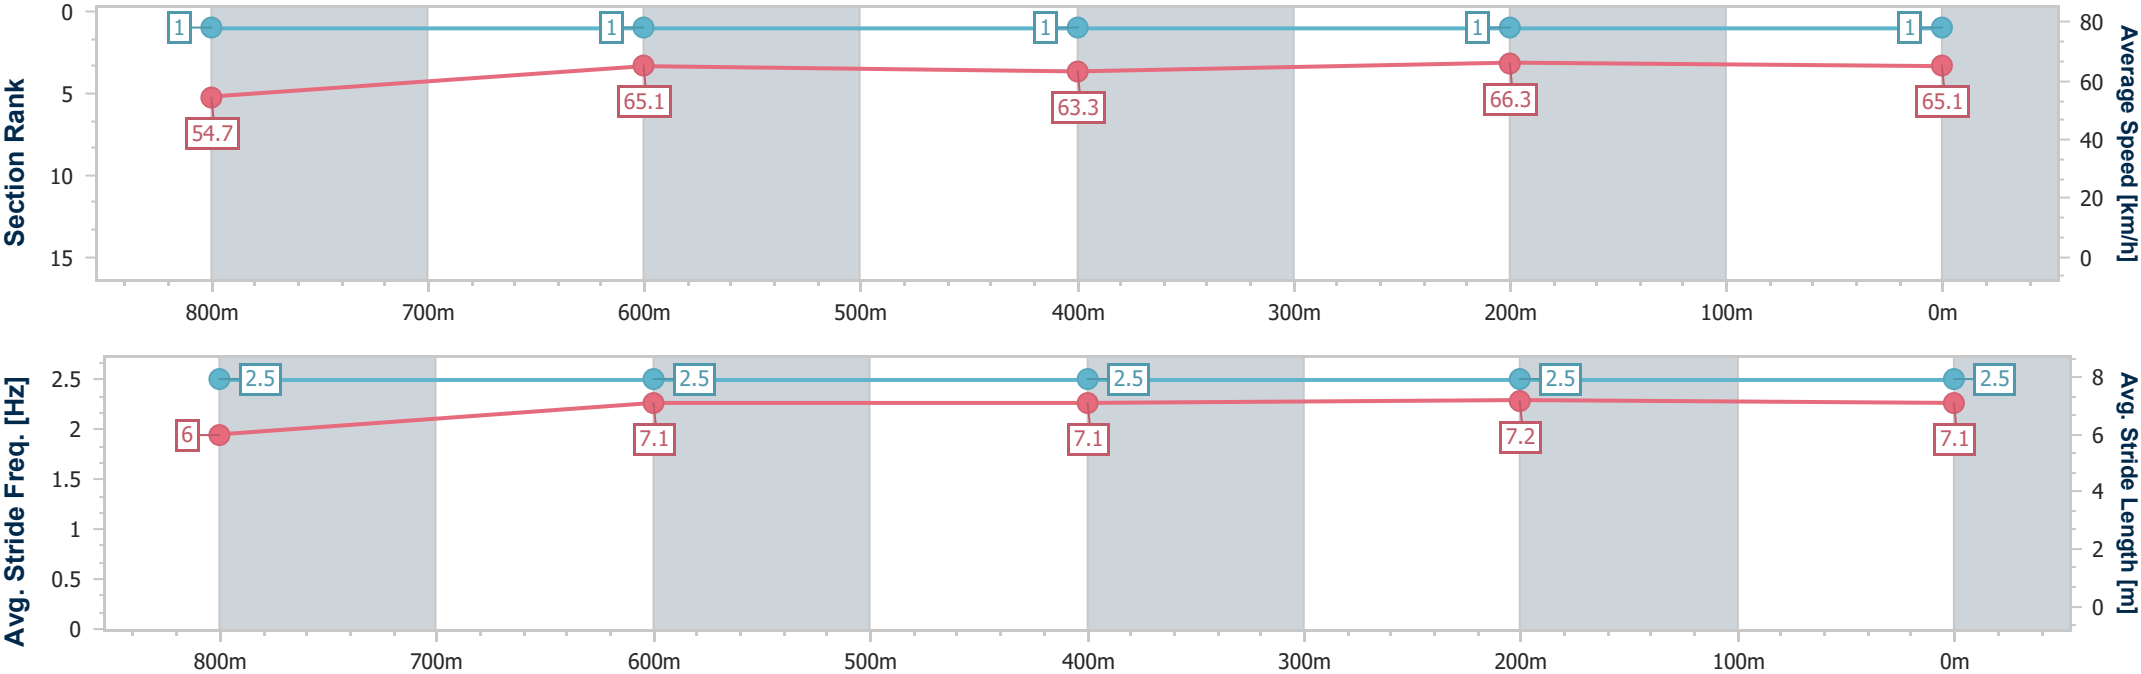 Section Rank
0
5
10
15
1
1
1
1
1
54.7
65.1
63.3
66.3
65.1
80
60
40
20
0
Average Speed [km/h]
800m
700m
600m
500m
400m
300m
200m
100m
0m
Avg. Stride Freq. [Hz]
2.5
2
1.5
1
0.5
0
2.5
2.5
2.5
2.5
2.5
6
7.1
7.1
7.2
7.1
8
6
4
2
0
Avg. Stride Length [m]
800m
700m
600m
500m
400m
300m
200m
100m
0m